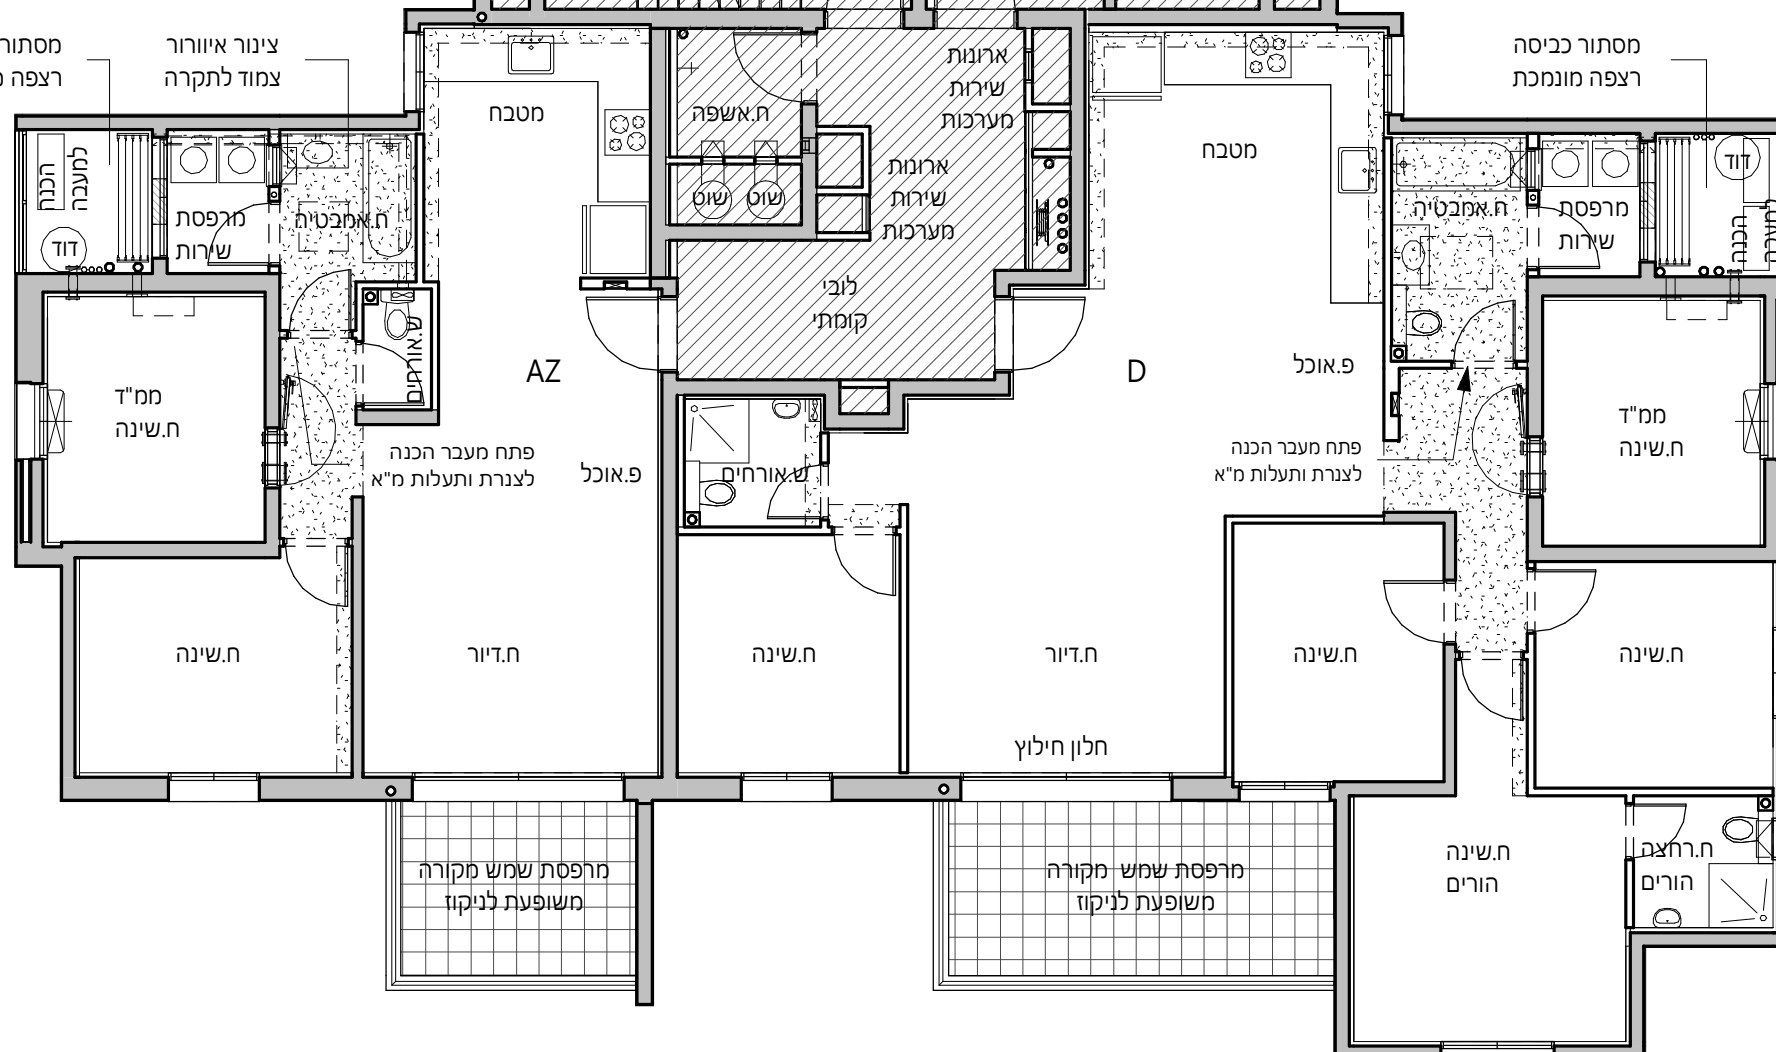 מסתור כביסה
רצפה מונמכת
ארונות
שירות
מערכות
צינור איוורור
צמוד לתקרה
מסתור
רצפה
מטבח
ח.אשפה
שוט
שוט
ארונות
שירות
מערכות
מטבח
דוד
הכנה
למעבה
הכנה
למעבה
דוד
מרפסת
שירות
ח.אמבטיה
ח.אמבטיה
מרפסת
שירות
לובי
קומתי
ש.אורחים
AZ
D
פ.אוכל
ממ"ד
ח.שינה
ממ"ד
ח.שינה
פתח מעבר הכנה
לצנרת ותעלות מ"א
פ.אוכל
ש.אורחים
פתח מעבר הכנה
לצנרת ותעלות מ"א
ח.שינה
ח.דיור
ח.שינה
ח.דיור
ח.שינה
ח.שינה
חלון חילוץ
מרפסת שמש מקורה
משופעת לניקוז
מרפסת שמש מקורה
משופעת לניקוז
ח.שינה
הורים
ח.רחצה
הורים